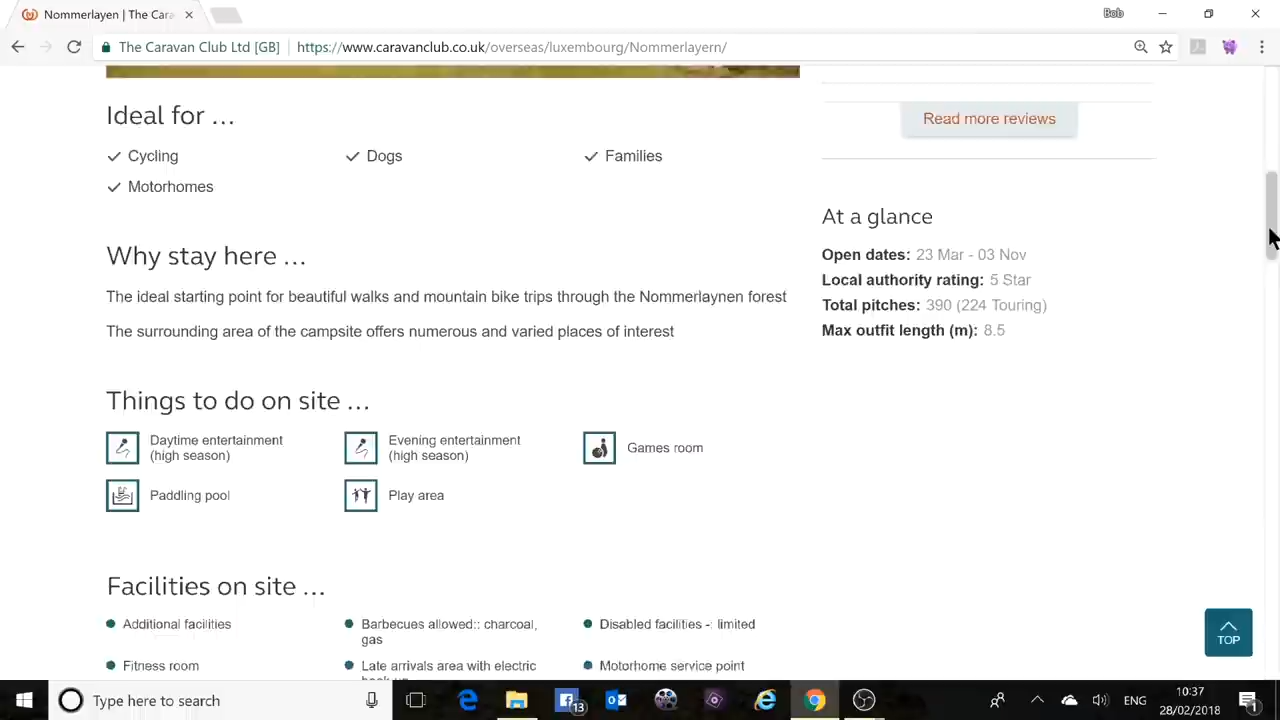 Nommerlayen | The Cara
Bob
The Caravan Club Ltd [GB]
https://www.caravanclub.co.uk/overseas/luxembourg/Nommerlayern/
Ideal for ...
Cycling
Dogs
Families
Motorhomes
Why stay here ...
The ideal starting point for beautiful walks and mountain bike trips through the Nommerlaynen forest
The surrounding area of the campsite offers numerous and varied places of interest
Things to do on site ...
Daytime entertainment
(high season)
Evening entertainment
(high season)
Games room
Paddling pool
Play area
Facilities on site ...
Additional facilities
Barbecues allowed:: charcoal,
gas
Disabled facilities -: limited
Fitness room
Late arrivals area with electric
Motorhome service point
Read more reviews
At a glance
Open dates: 23 Mar - 03 Nov
Local authority rating: 5 Star
Total pitches: 390 (224 Touring)
Max outfit length (m): 8.5
TOP
Type here to search
13
ENG
10:37
28/02/2018
1